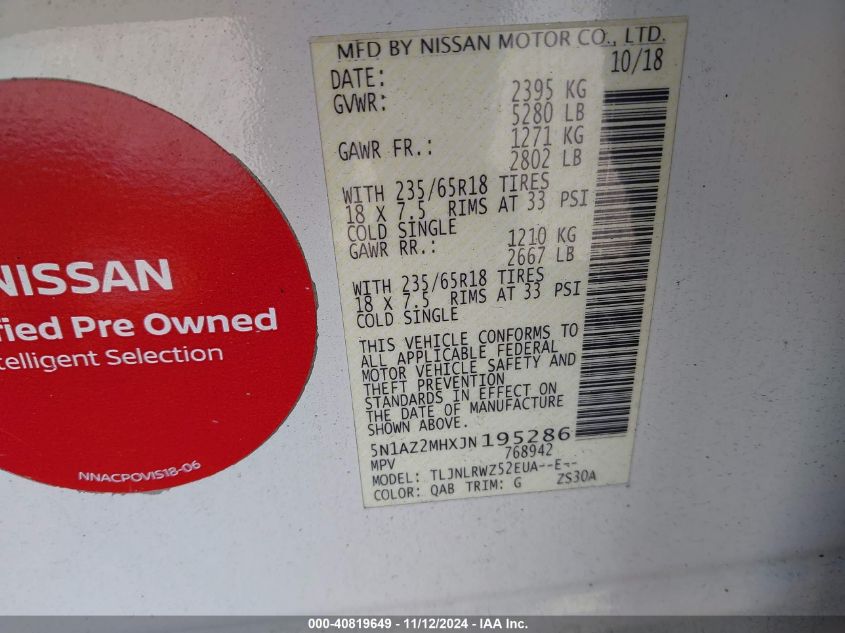 MFD BY NISSAN MOTOR CO., LTD.
DATE: 10/18
GVWR: 2395 KG
5280 LB
GAWR FR.: 1271 KG
2802 LB
WITH 235/65R18 TIRES
18 X 7.5 RIMS AT 33 PSI
COLD SINGLE
GAWR RR.: 1210 KG
2667 LB
WITH 235/65R18 TIRES
18 X 7.5 RIMS AT 33 PSI
COLD SINGLE
THIS VEHICLE CONFORMS TO
ALL APPLICABLE FEDERAL
MOTOR VEHICLE SAFETY AND
THEFT PREVENTION
STANDARDS IN EFFECT ON
THE DATE OF MANUFACTURE
SHOWN ABOVE
5N1AZ2MHXJN195286
MPV 768942
MODEL: TLJNLRWZ52EUA--E--
COLOR: QAB TRIM: G ZS30A
NISSAN
fied Pre Owned
telligent Selection
NNACPOVIS18-06
000-40819649 - 11/12/2024 - IAA Inc.